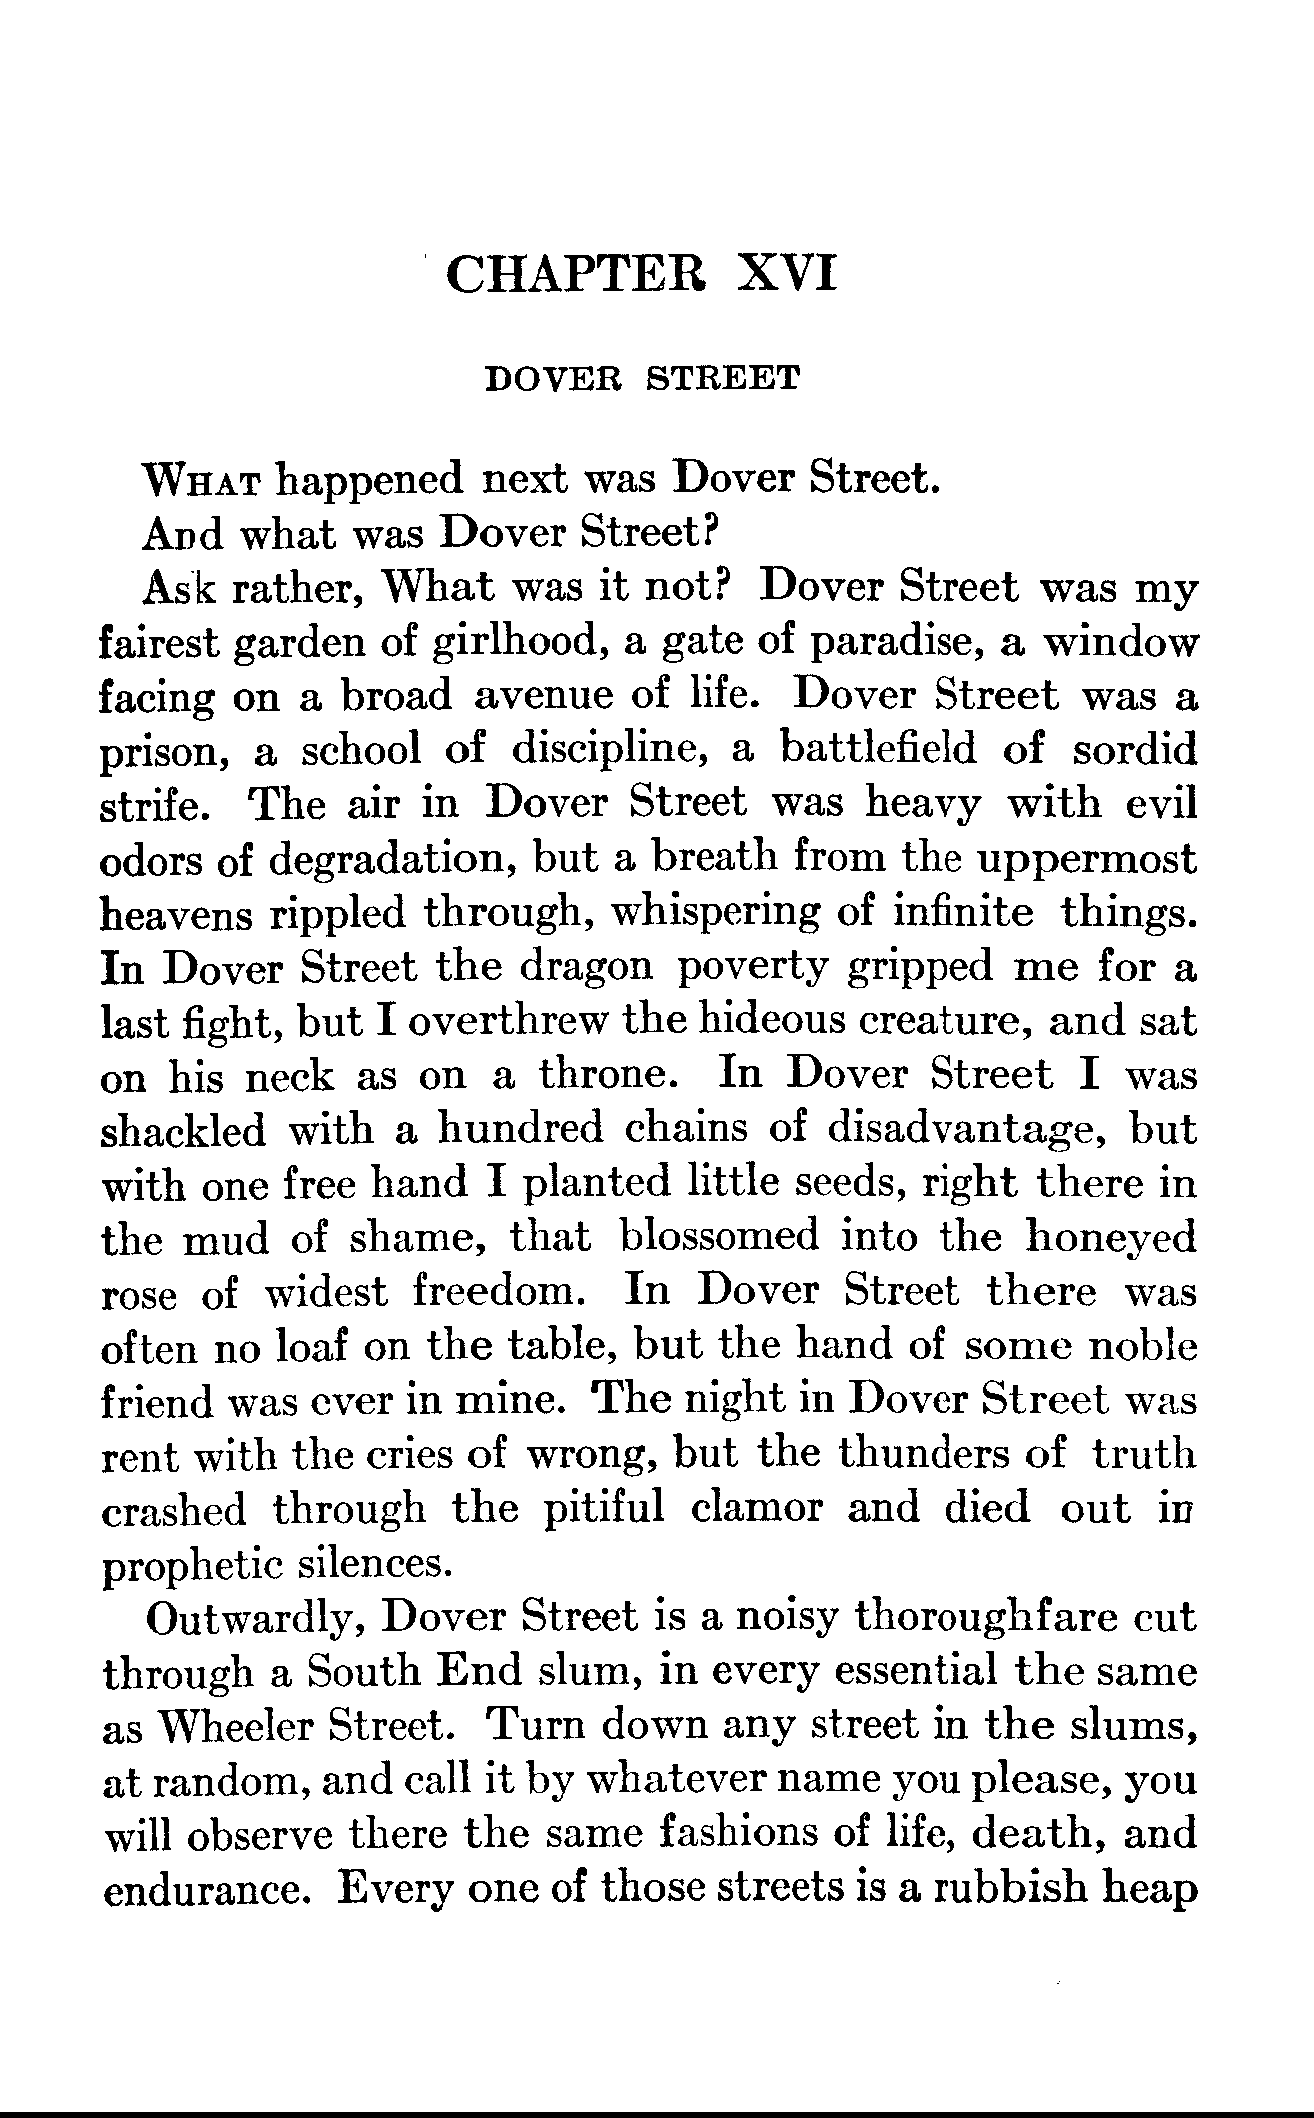 CHAPTER XVI
DOVER STREET
WHAT happened next was Dover Street.
And what was Dover Street?
Ask rather, What was it not? Dover Street was my
fairest garden of girlhood, a gate of paradise, a window
facing on a broad avenue of life. Dover Street was a
prison, a school of discipline, a battlefield of sordid
strife. The air in Dover Street was heavy with evil
odors of degradation, but a breath from the uppermost
heavens rippled through, whispering of infinite things.
In Dover Street the dragon poverty gripped me for a
last fight, but I overthrew the hideous creature, and sat
on his neck as on a throne. In Dover Street I was
shackled with a hundred chains of disadvantage, but
with one free hand I planted little seeds, right there in
the mud of shame, that blossomed into the honeyed
rose of widest freedom. In Dover Street there was
often no loaf on the table, but the hand of some noble
friend was ever in mine. The night in Dover Street was
rent with the cries of wrong, but the thunders of truth
crashed through the pitiful clamor and died out in
prophetic silences.
Outwardly, Dover Street is a noisy thoroughfare cut
through a South End slum, in every essential the same
as Wheeler Street. Turn down any street in the slums,
at random, and call it by whatever name you please, you
will observe there the same fashions of life, death, and
endurance. Every one of those streets is a rubbish heap